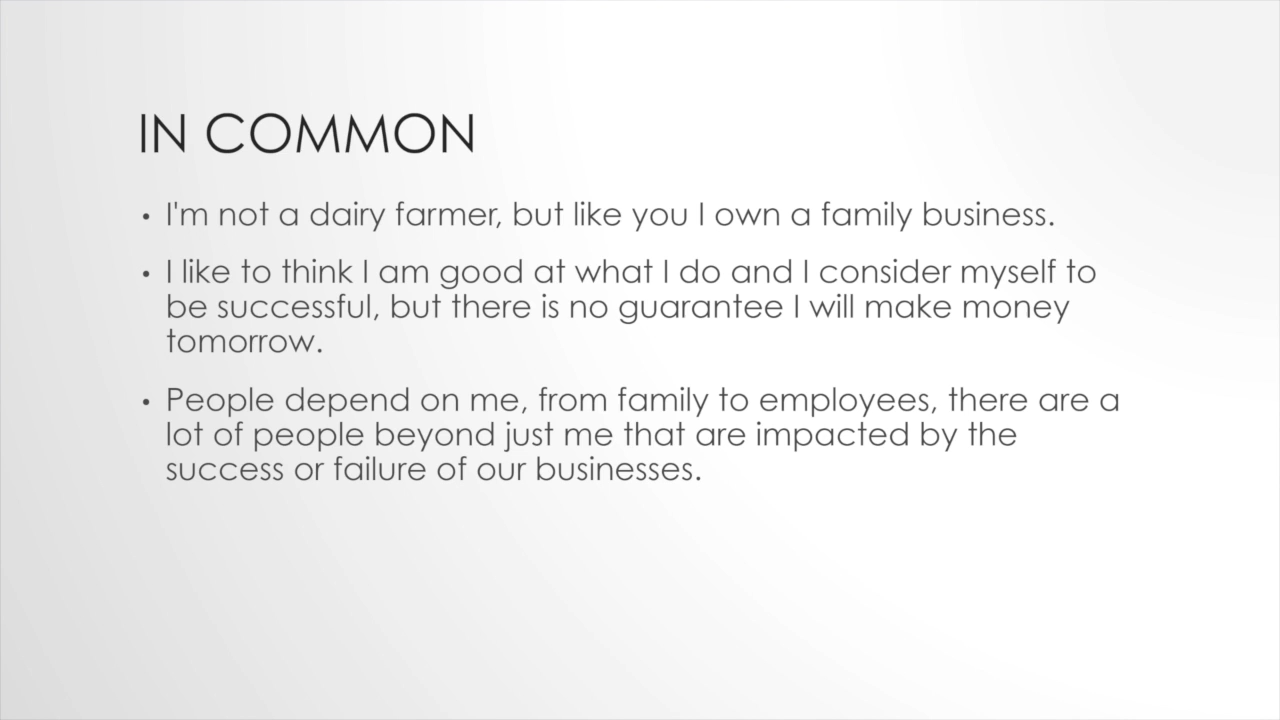 IN COMMON
• I'm not a dairy farmer, but like you I own a family business.
• I like to think I am good at what I do and I consider myself to
be successful, but there is no guarantee I will make money
tomorrow.
• People depend on me, from family to employees, there are a
lot of people beyond just me that are impacted by the
success or failure of our businesses.